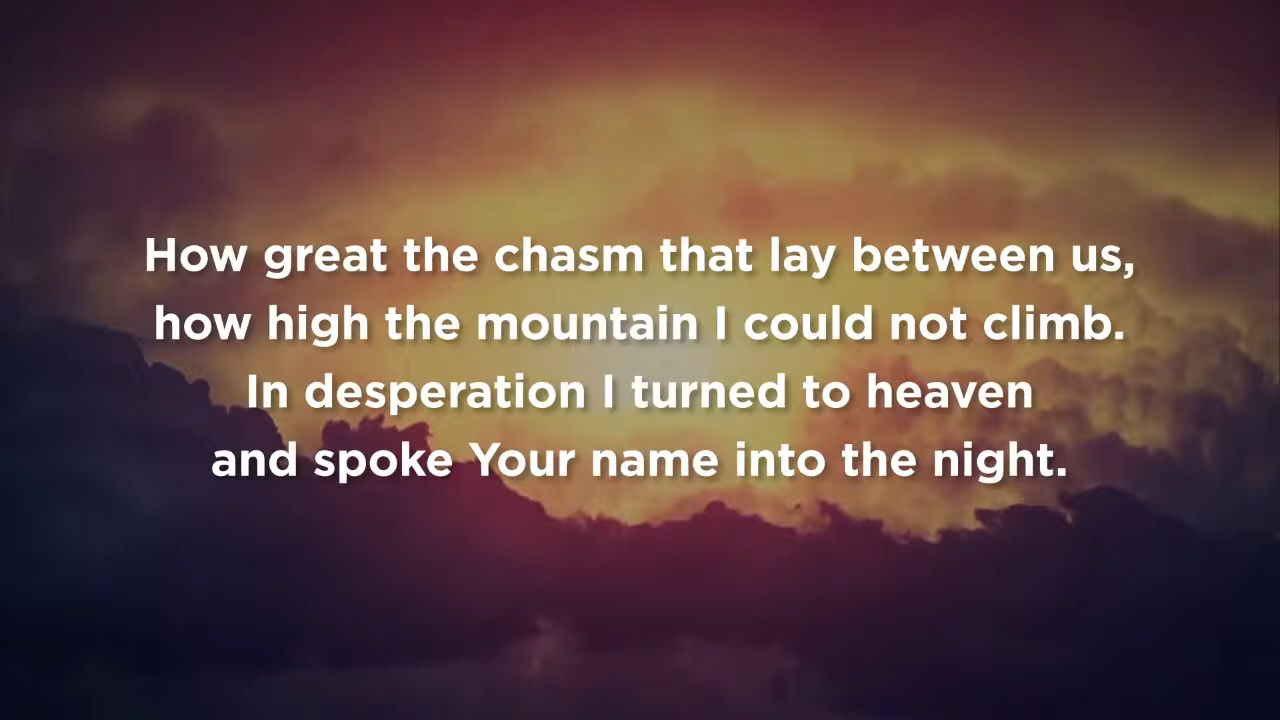 How great the chasm that lay between us,
how high the mountain I could not climb.
In desperation I turned to heaven
and spoke Your name into the night.